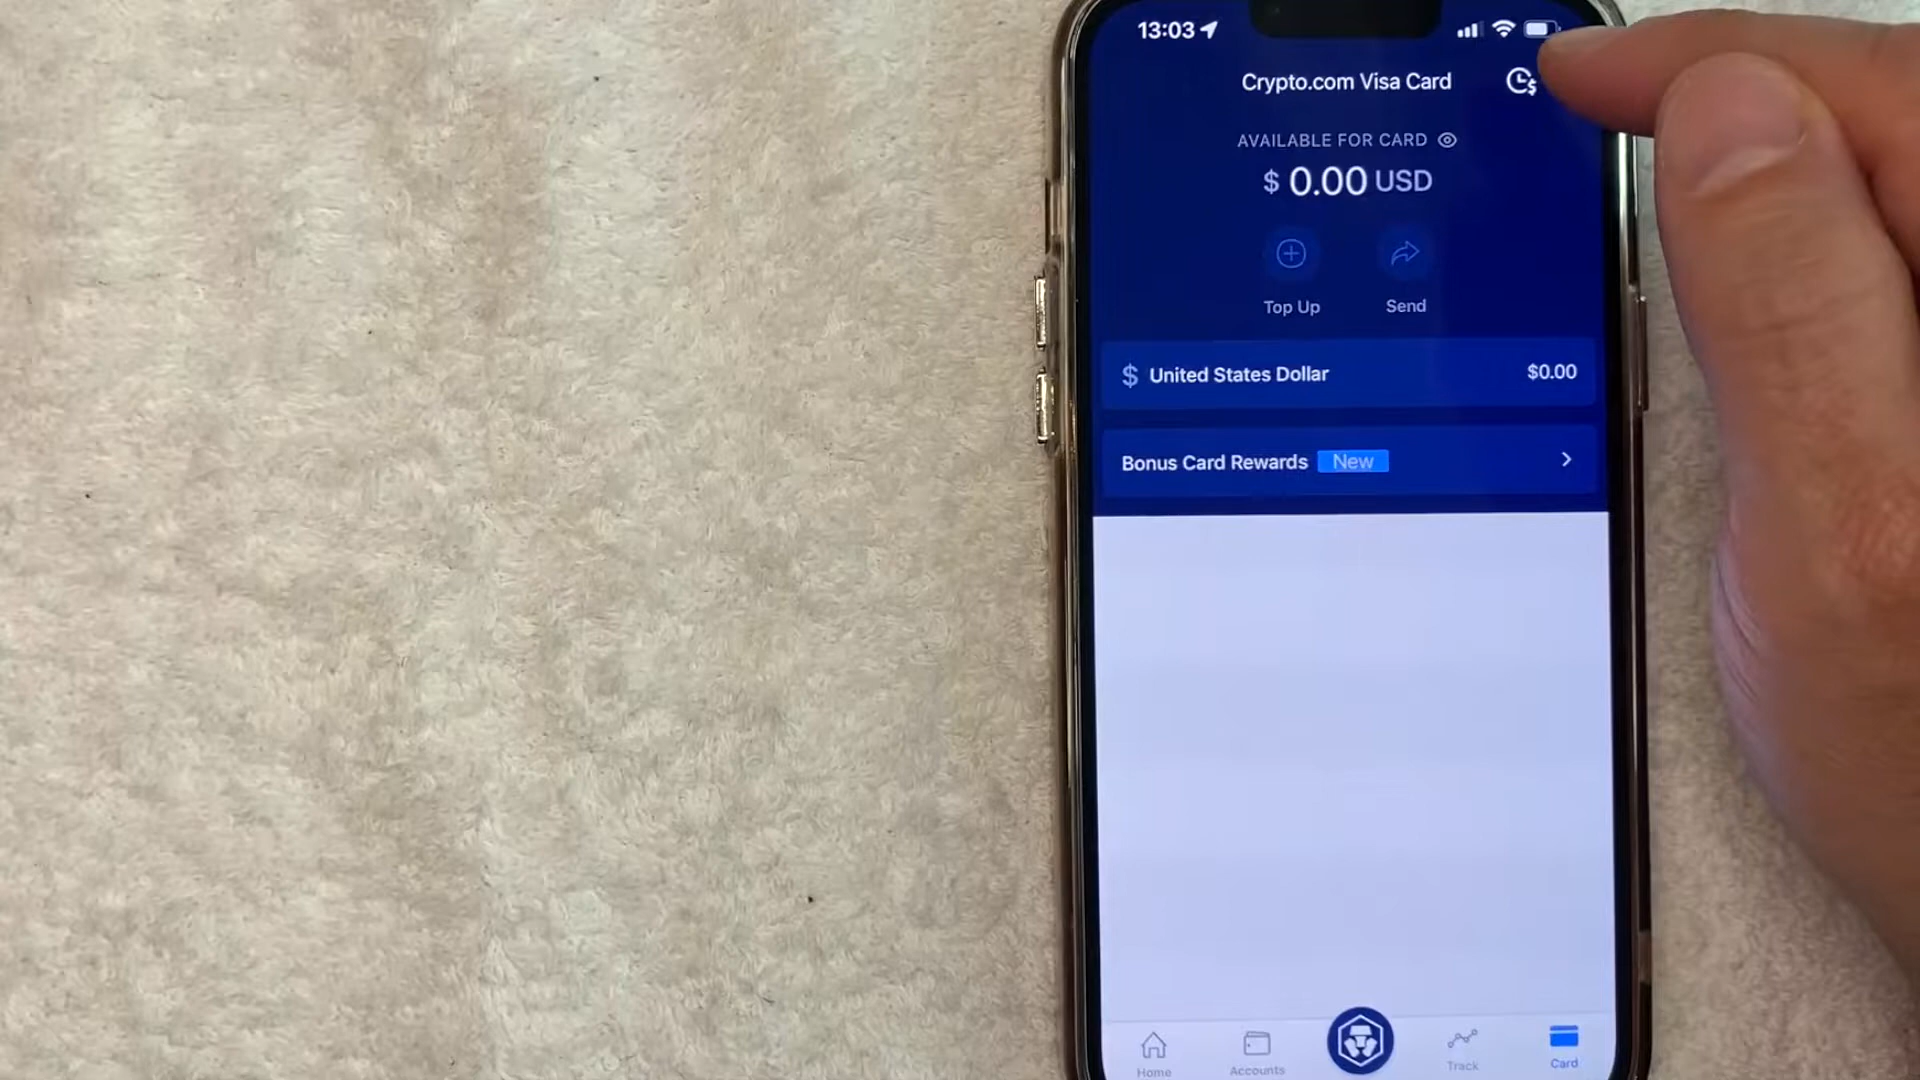 13:03
Crypto.com Visa Card
AVAILABLE FOR CARD
$ 0.00 USD
Top Up
Send
$ United States Dollar
$0.00
Bonus Card Rewards New
Home
Accounts
Track
Card